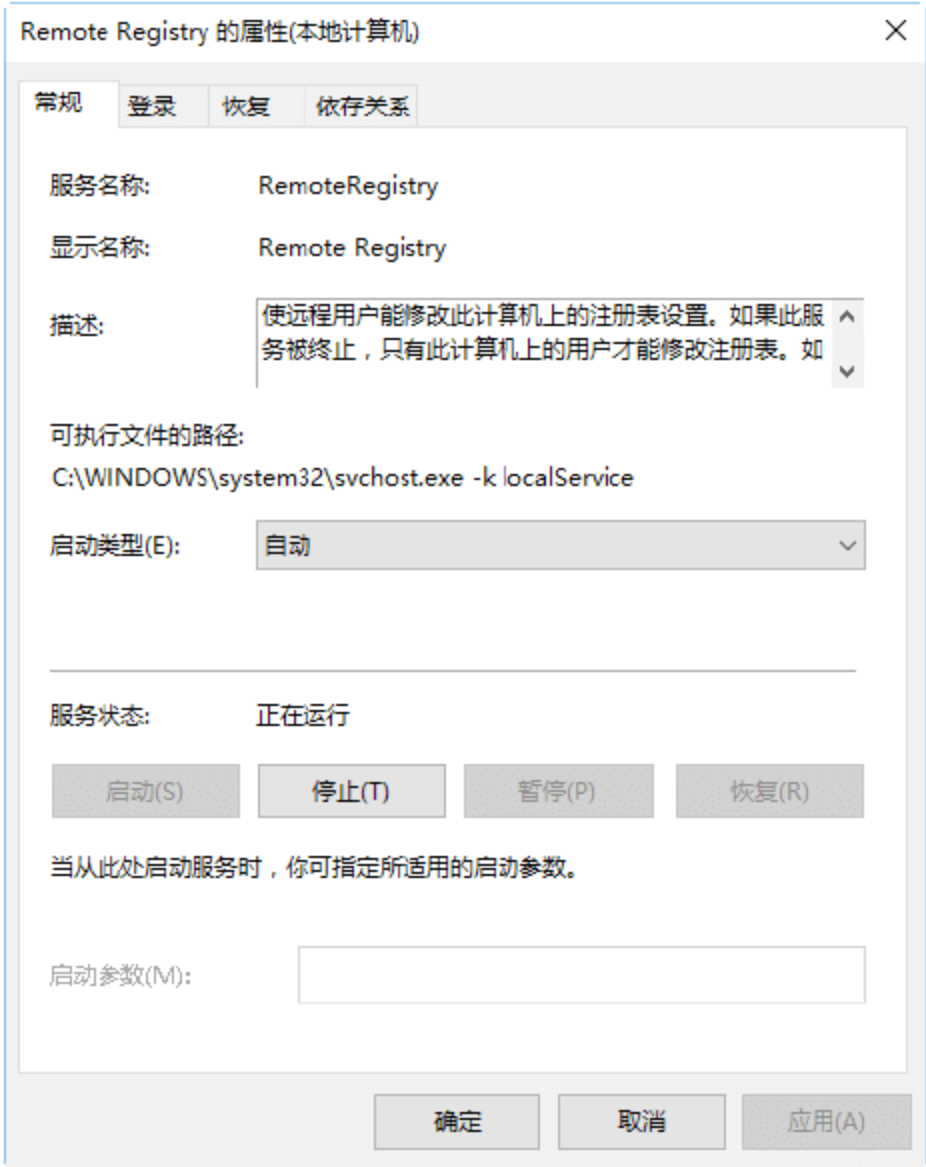 Remote Registry 的属性(本地计算机)
常规 登录 恢复 依存关系
服务名称: RemoteRegistry
显示名称: Remote Registry
描述: 使远程用户能修改此计算机上的注册表设置。如果此服
务被终止，只有此计算机上的用户才能修改注册表。如
可执行文件的路径:
C:\WINDOWS\system32\svchost.exe -k localService
启动类型(E): 自动
服务状态: 正在运行
启动(S) 停止(T) 暂停(P) 恢复(R)
当从此处启动服务时，你可指定所适用的启动参数。
启动参数(M):
确定 取消 应用(A)